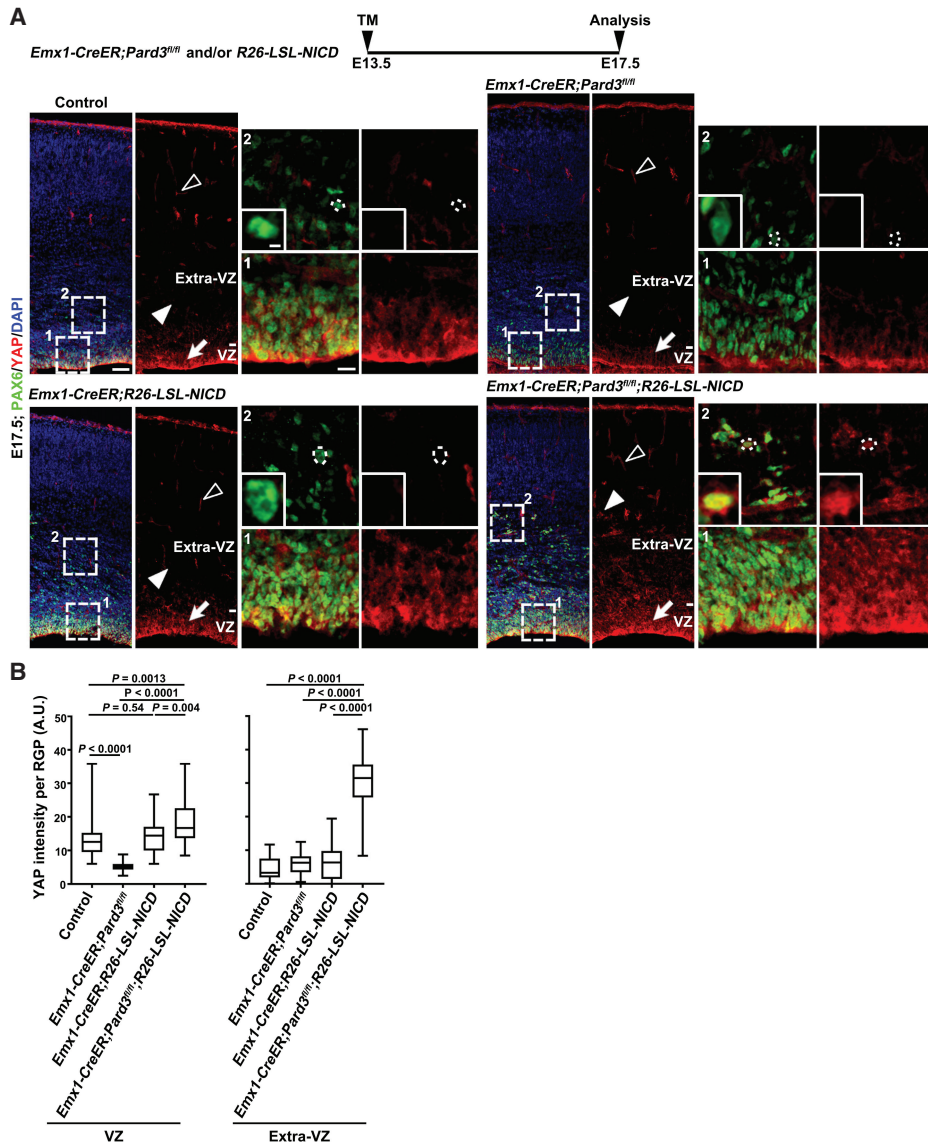 A
TM
Analysis
Emx1-CreER;Pard3fl/fl and/or R26-LSL-NICD
E13.5
E17.5
E17.5; PAX6/YAP/DAPI
Control
2
1
Extra-VZ
VZ
2
1
Emx1-CreER;Pard3fl/fl
2
1
Extra-VZ
VZ
2
1
Emx1-CreER;R26-LSL-NICD
2
1
Extra-VZ
VZ
2
1
Emx1-CreER;Pard3fl/fl;R26-LSL-NICD
2
1
Extra-VZ
VZ
2
1
B
YAP intensity per RGP (A.U.)
50
40
30
20
10
0
P = 0.0013
P < 0.0001
P = 0.54
P = 0.004
P < 0.0001
Control
Emx1-CreER;Pard3fl/fl
Emx1-CreER;R26-LSL-NICD
Emx1-CreER;Pard3fl/fl;R26-LSL-NICD
VZ
P < 0.0001
P < 0.0001
P < 0.0001
Control
Emx1-CreER;Pard3fl/fl
Emx1-CreER;R26-LSL-NICD
Emx1-CreER;Pard3fl/fl;R26-LSL-NICD
Extra-VZ